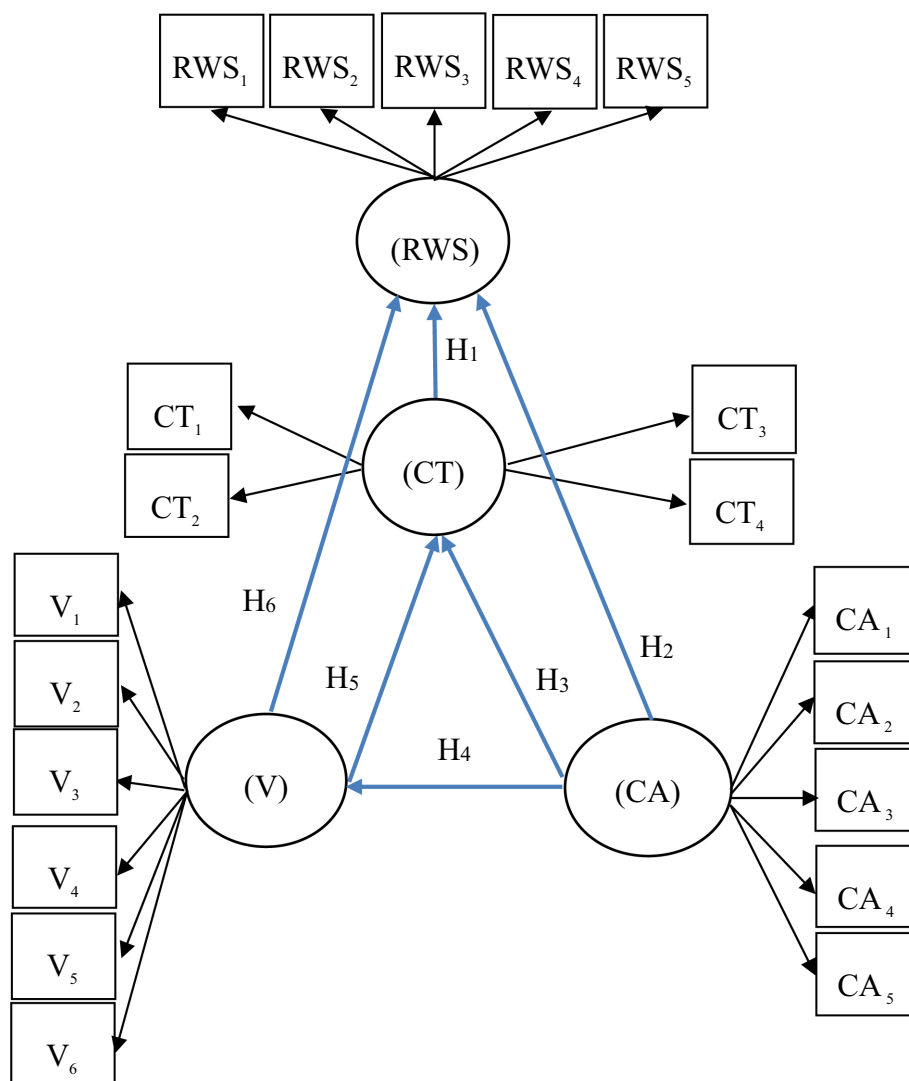 RWS₁ RWS₂ RWS₃ RWS₄ RWS₅
(RWS)
H₁
CT₁ CT₃
(CT)
CT₂ CT₄
V₁ H₆ CA₁
V₂ H₅ H₃ H₂ CA₂
H₄
V₃ (V) (CA) CA₃
V₄ CA₄
V₅ CA₅
V₆